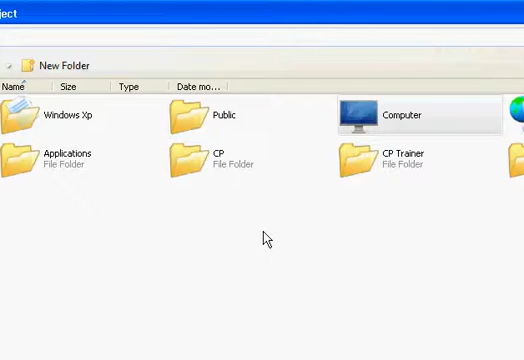 ject
New Folder
Name Size Type Date mo...
Windows Xp Public Computer
Applications CP CP Trainer
File Folder File Folder File Folder